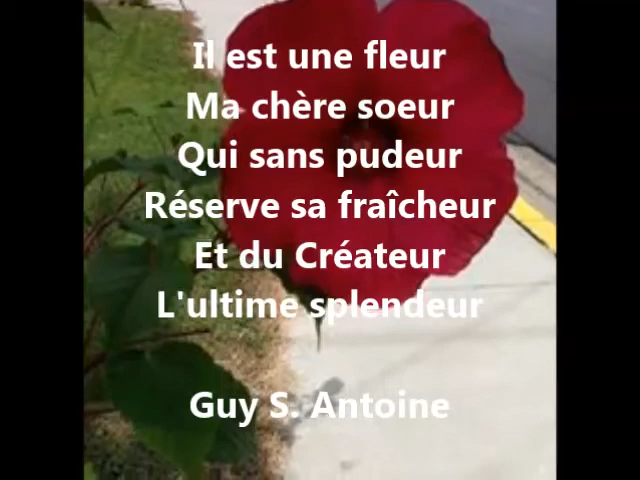 Il est une fleur
Ma chère soeur
Qui sans pudeur
Réserve sa fraîcheur
Et du Créateur
L'ultime splendeur
Guy S. Antoine